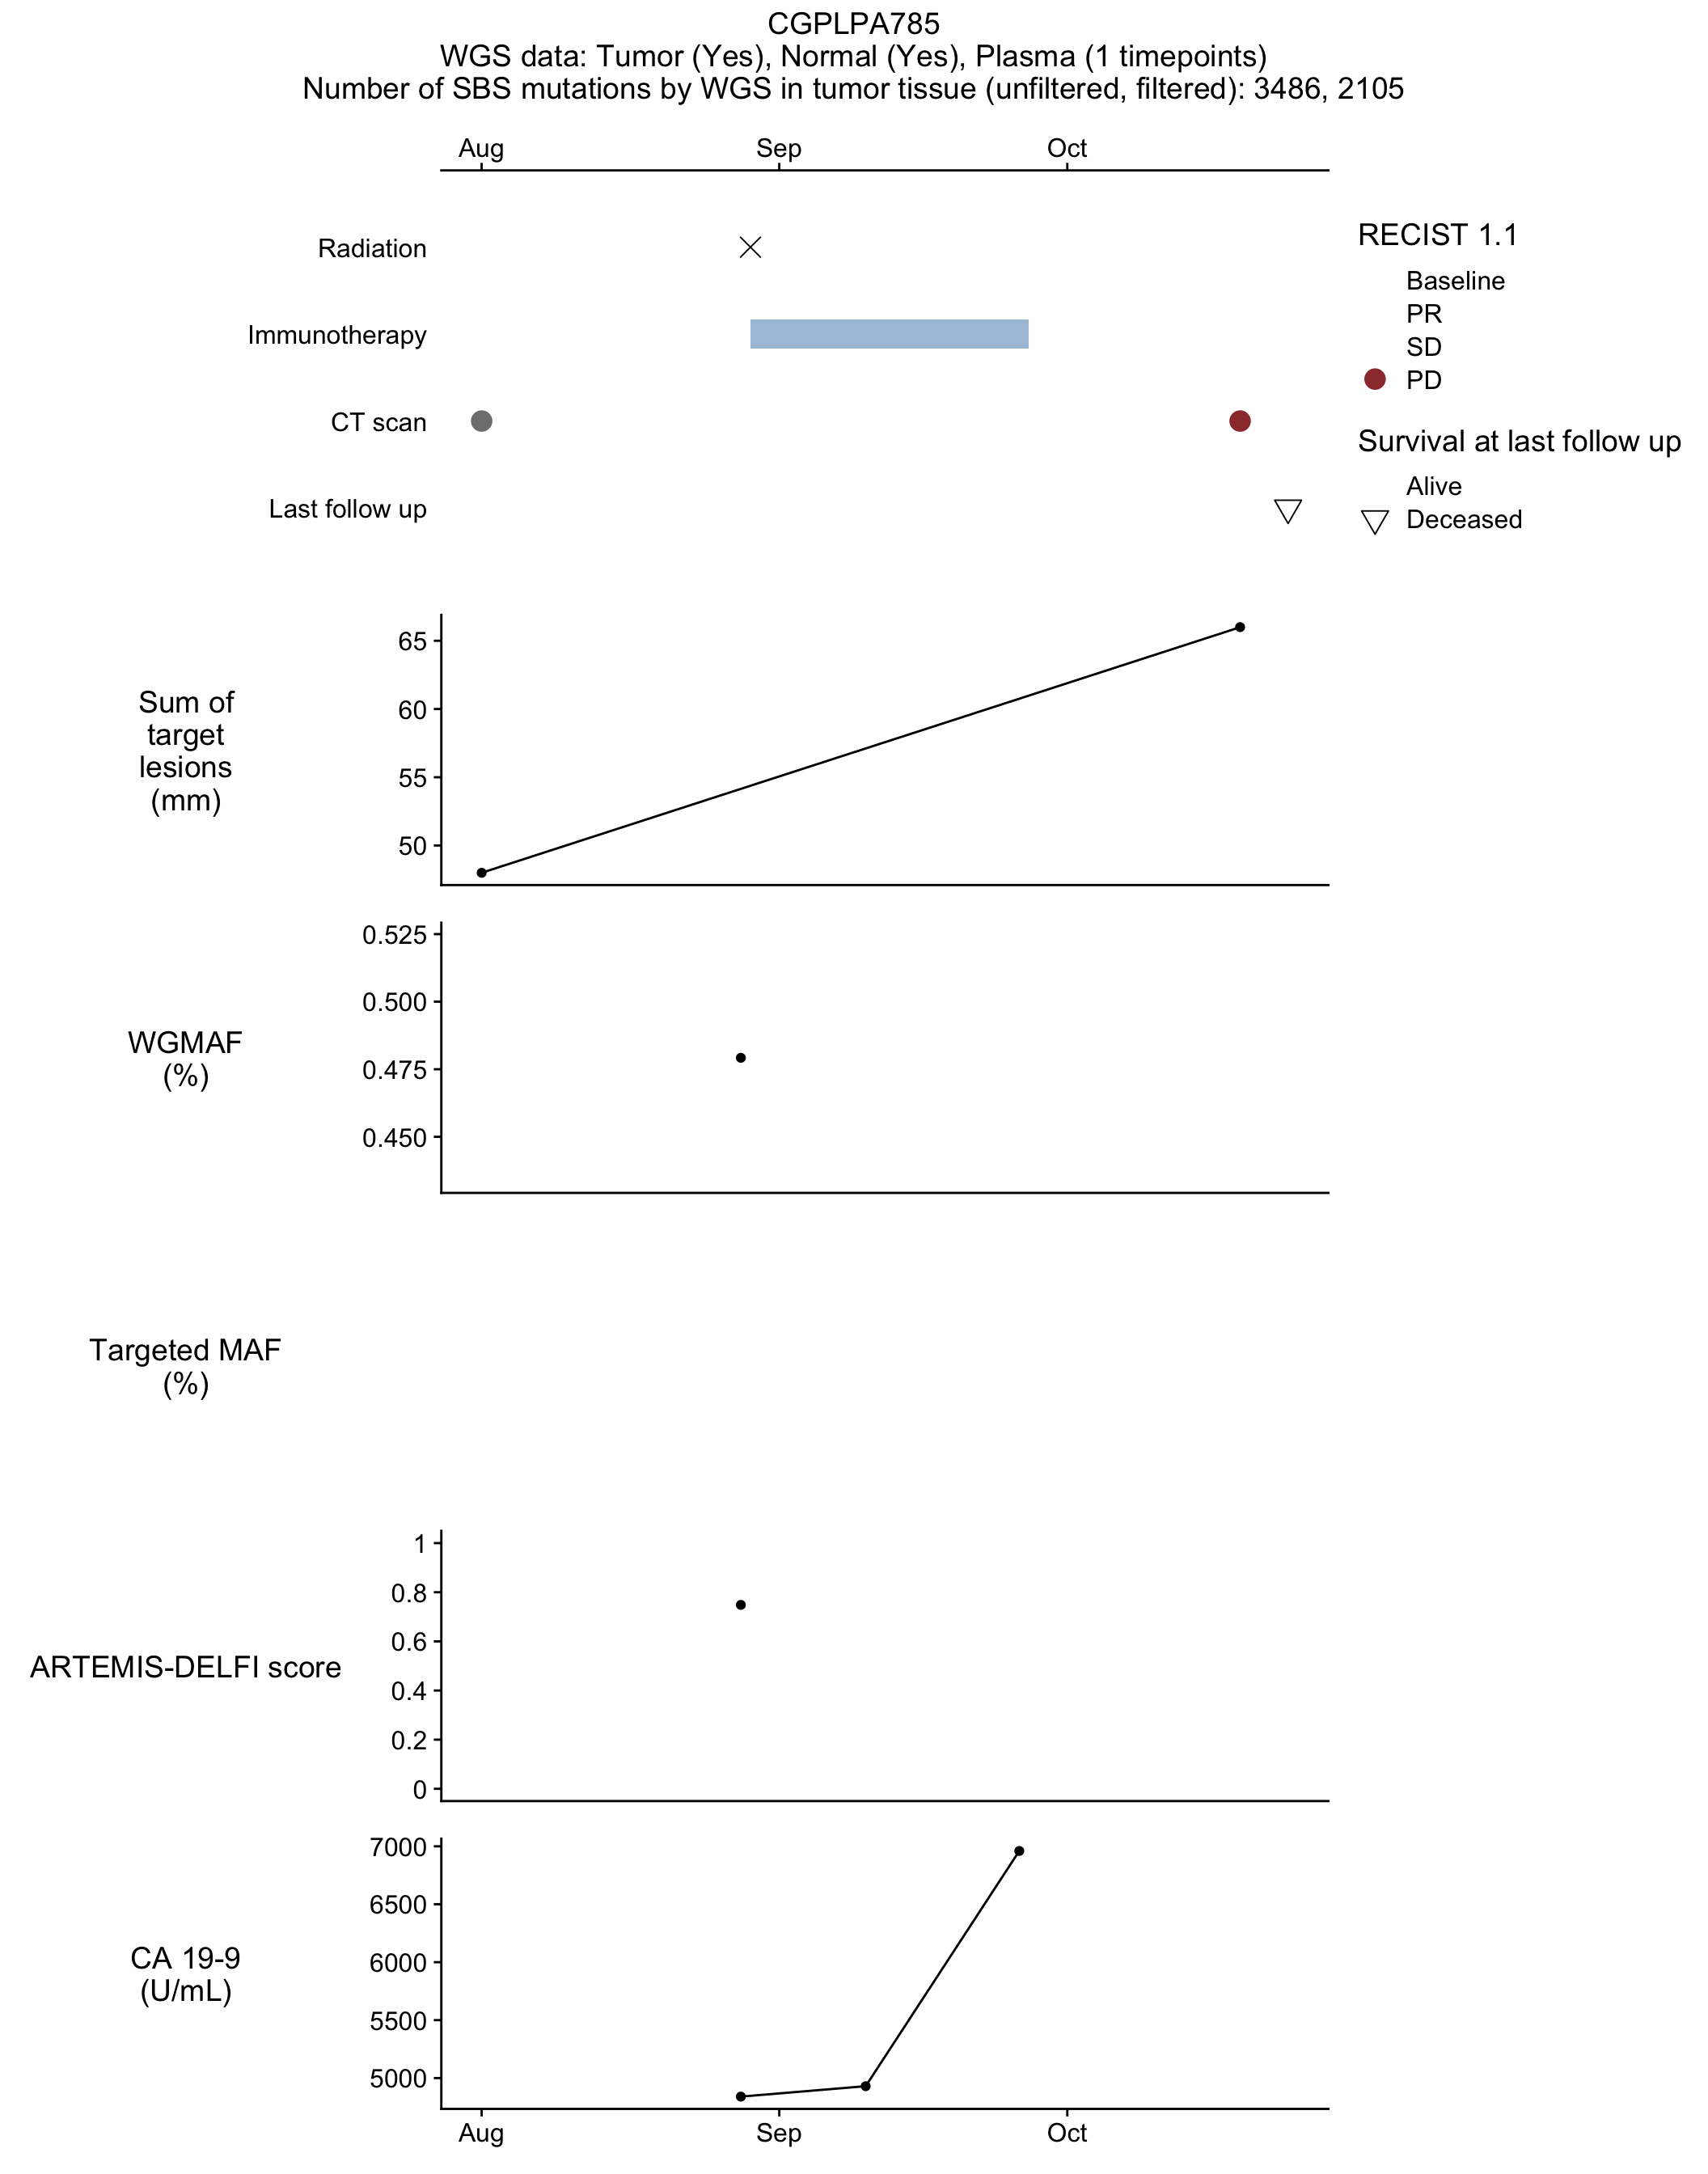 CGPLPA785
WGS data: Tumor (Yes), Normal (Yes), Plasma (1 timepoints)
Number of SBS mutations by WGS in tumor tissue (unfiltered, filtered): 3486, 2105
Aug Sep Oct
Radiation
Immunotherapy
CT scan
Last follow up
RECIST 1.1
Baseline
PR
SD
PD
Survival at last follow up
Alive
Deceased
Sum of
target
lesions
(mm)
65
60
55
50
WGMAF
(%)
0.525
0.500
0.475
0.450
Targeted MAF
(%)
ARTEMIS-DELFI score
1
0.8
0.6
0.4
0.2
0
CA 19-9
(U/mL)
7000
6500
6000
5500
5000
Aug Sep Oct